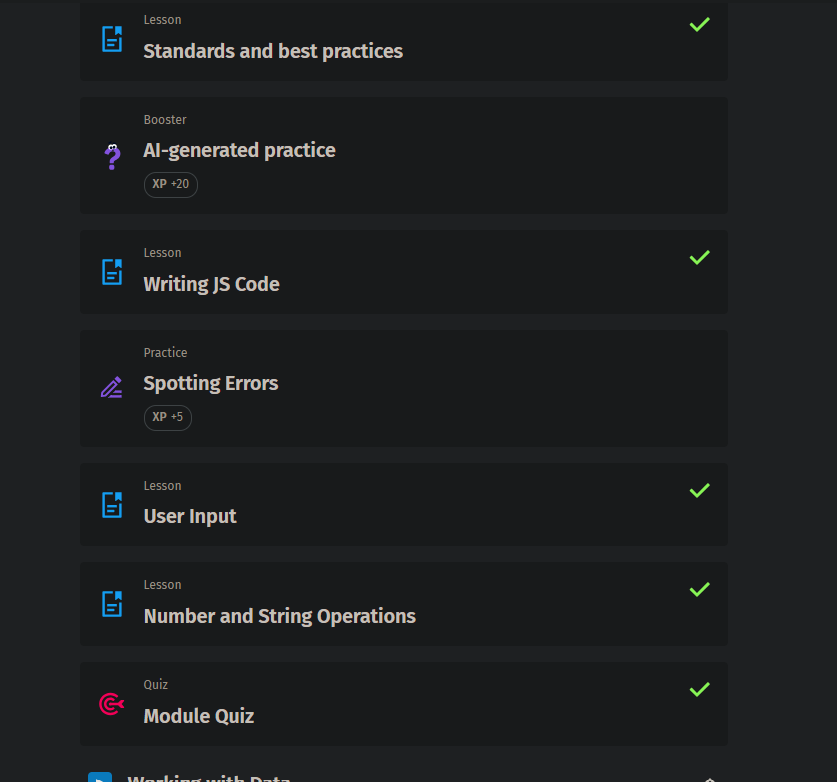 Lesson
Standards and best practices
Booster
AI-generated practice
XP +20
Lesson
Writing JS Code
Practice
Spotting Errors
XP +5
Lesson
User Input
Lesson
Number and String Operations
Quiz
Module Quiz
Working with Data